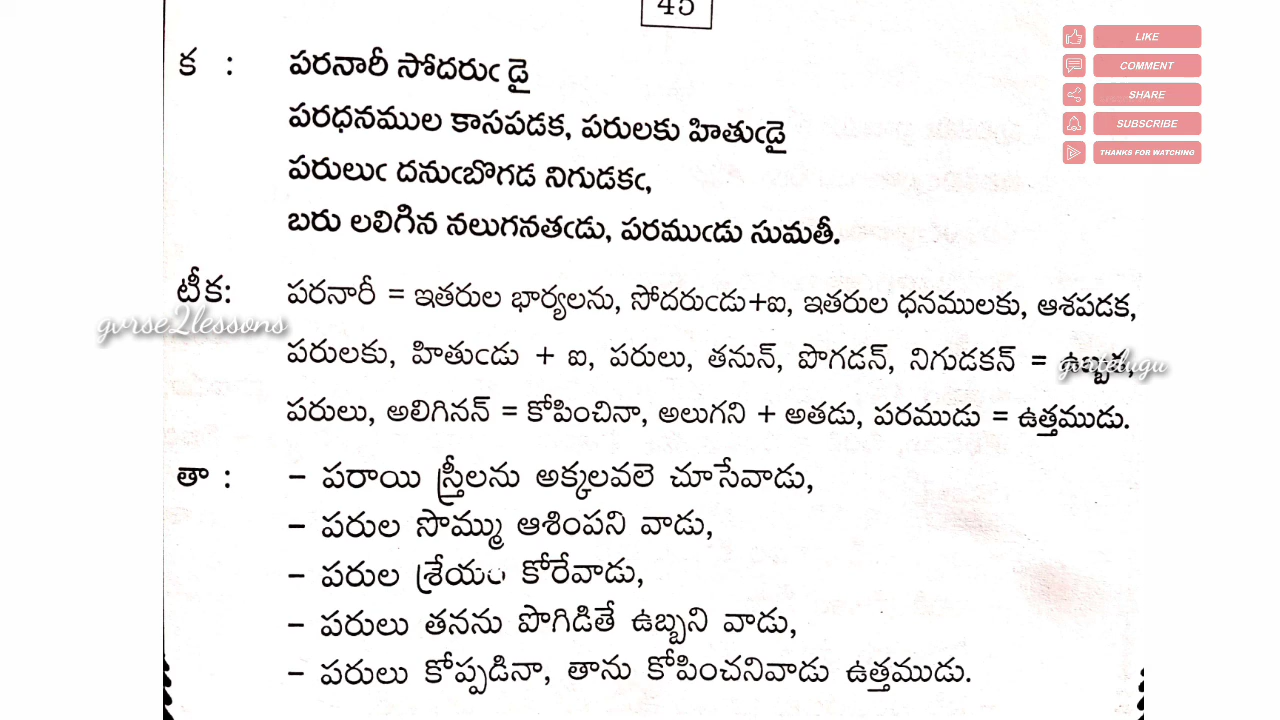 45
క : పరనారీ సోదరుఁ డై
పరధనముల కాసపడక, పరులకు హితుఁడై
పరులుఁ దనుఁబొగడ నిగుడకఁ,
బరు లలిగిన నలుగనతఁడు, పరముఁడు సుమతీ.
టీక: పరనారీ = ఇతరుల భార్యలను, సోదరుఁడు+ఐ, ఇతరుల ధనములకు, ఆశపడక,
పరులకు, హితుఁడు + ఐ, పరులు, తనున్, పొగడన్, నిగుడకన్ = ఉబ్బక,
పరులు, అలిగినన్ = కోపించినా, అలుగని + అతడు, పరముడు = ఉత్తముడు.
తా : – పరాయి స్త్రీలను అక్కలవలె చూసేవాడు,
– పరుల సొమ్ము ఆశింపని వాడు,
– పరుల శ్రేయం కోరేవాడు,
– పరులు తనను పొగిడితే ఉబ్బని వాడు,
– పరులు కోప్పడినా, తాను కోపించనివాడు ఉత్తముడు.
LIKE
COMMENT
SHARE
SUBSCRIBE
THANKS FOR WATCHING
gvrse2lessons